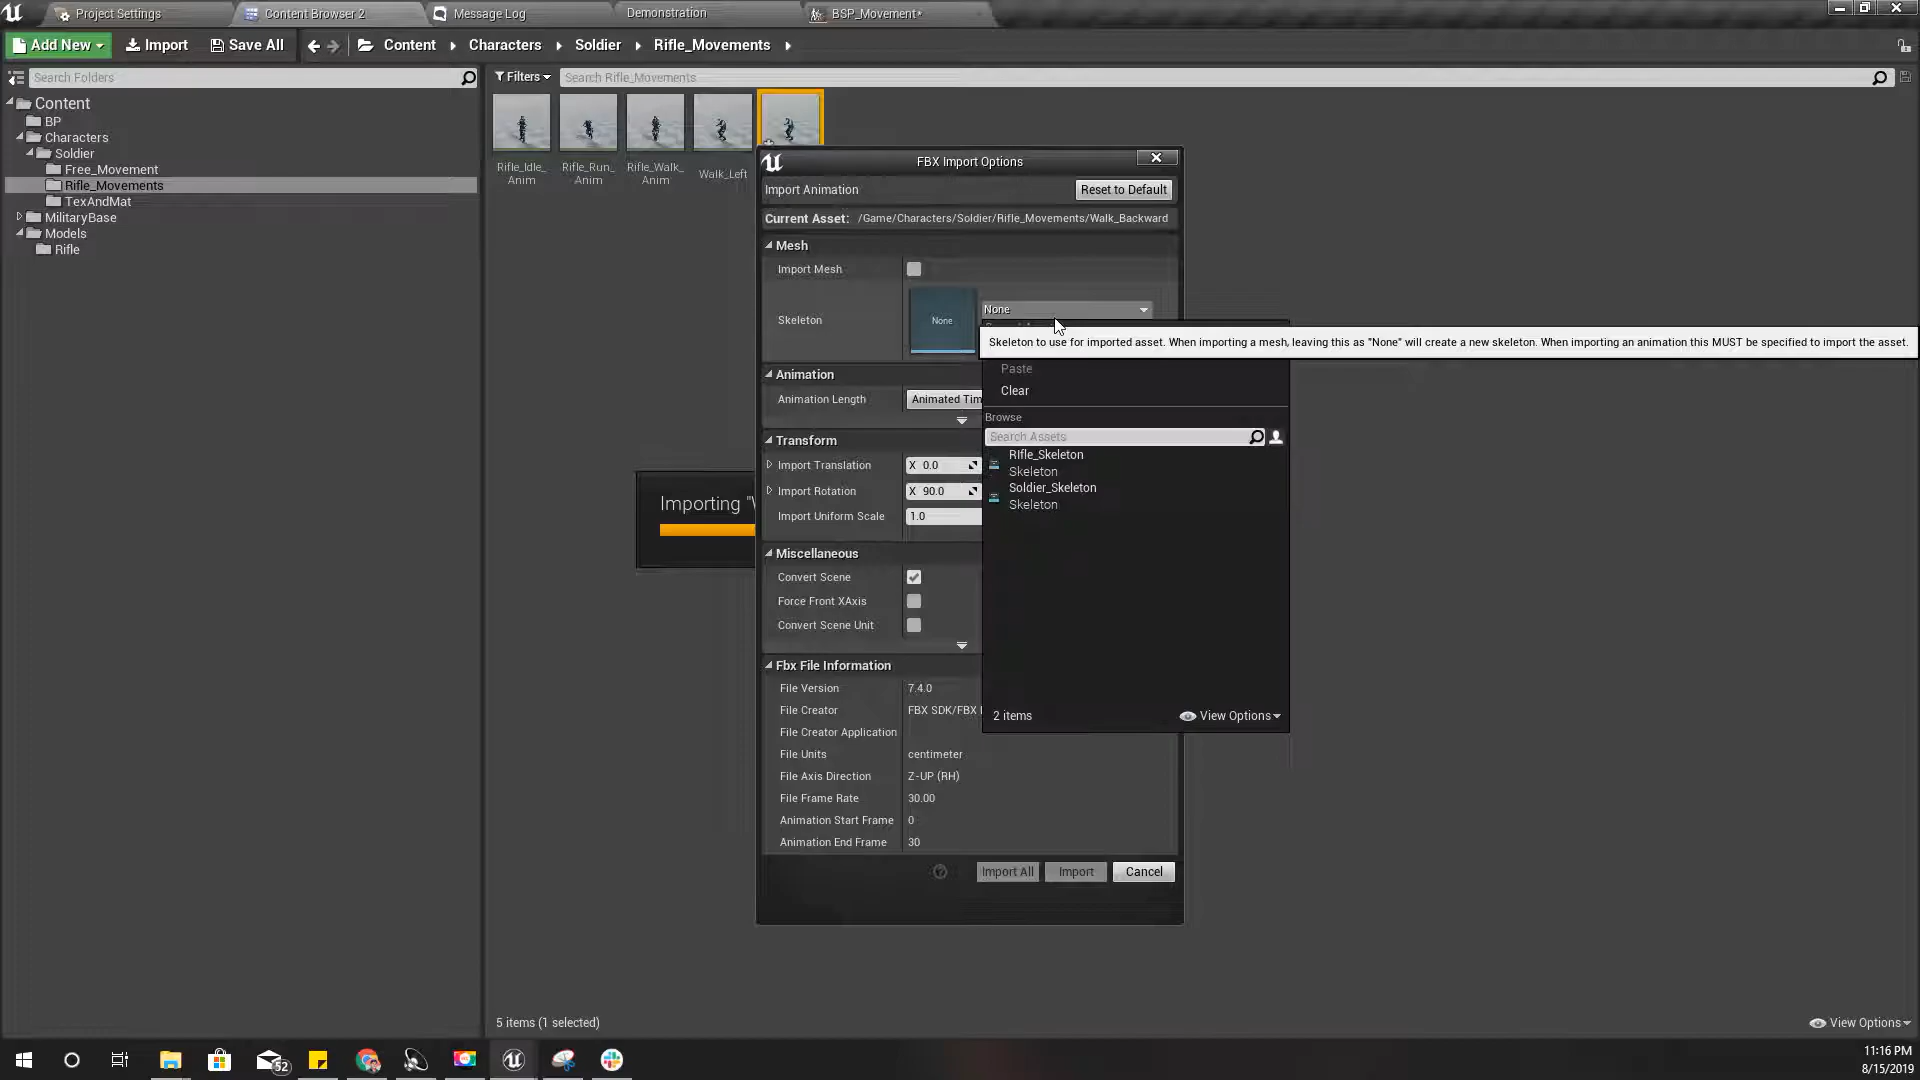 Project Settings
Content Browser 2
Message Log
Demonstration
BSP_Movement*
Add New
Import
Save All
Content
Characters
Soldier
Rifle_Movements
Search Folders
Filters
Search Rifle_Movements
Content
BP
Characters
Soldier
Free_Movement
Rifle_Movements
TexAndMat
MilitaryBase
Models
Rifle
Rifle_Idle_
Anim
Rifle_Run_
Anim
Rifle_Walk_
Anim
Walk_Left
FBX Import Options
Import Animation
Reset to Default
Current Asset: /Game/Characters/Soldier/Rifle_Movements/Walk_Backward
Mesh
Import Mesh
Skeleton
None
None
Skeleton to use for imported asset. When importing a mesh, leaving this as "None" will create a new skeleton. When importing an animation this MUST be specified to import the asset.
Paste
Clear
Browse
Search Assets
RIfle_Skeleton
Skeleton
Soldier_Skeleton
Skeleton
2 items
View Options
Animation
Animation Length
Animated Tim
Transform
Import Translation
X 0.0
Import Rotation
X 90.0
Import Uniform Scale
1.0
Importing "
Miscellaneous
Convert Scene
Force Front XAxis
Convert Scene Unit
Fbx File Information
File Version
7.4.0
File Creator
FBX SDK/FBX
File Creator Application
File Units
centimeter
File Axis Direction
Z-UP (RH)
File Frame Rate
30.00
Animation Start Frame
0
Animation End Frame
30
Import All
Import
Cancel
5 items (1 selected)
View Options
52
11:16 PM
8/15/2019